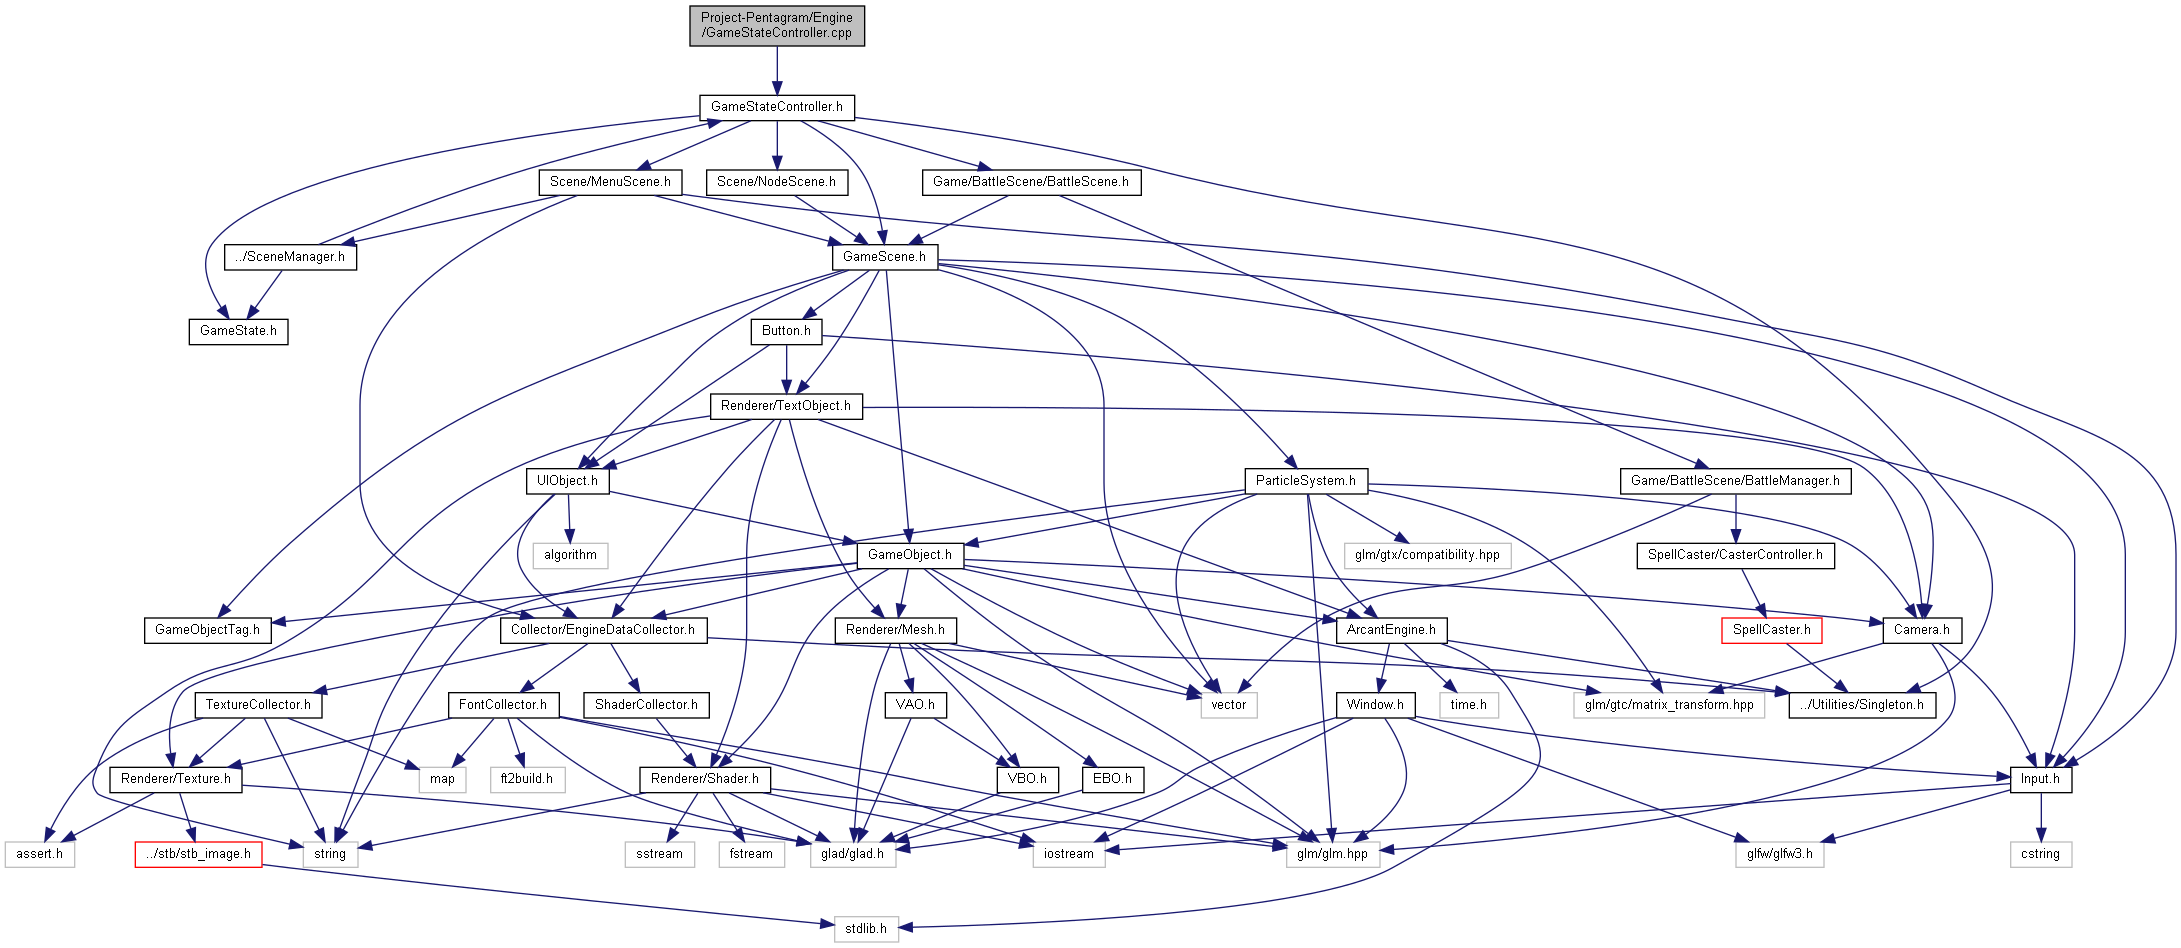 Project-Pentagram/Engine
/GameStateController.cpp
GameStateController.h
Scene/MenuScene.h
Scene/NodeScene.h
Game/BattleScene/BattleScene.h
../SceneManager.h
GameScene.h
GameState.h
Button.h
Renderer/TextObject.h
UIObject.h
ParticleSystem.h
Game/BattleScene/BattleManager.h
algorithm
GameObject.h
glm/gtx/compatibility.hpp
SpellCaster/CasterController.h
GameObjectTag.h
Collector/EngineDataCollector.h
Renderer/Mesh.h
ArcantEngine.h
SpellCaster.h
Camera.h
TextureCollector.h
FontCollector.h
ShaderCollector.h
VAO.h
vector
Window.h
time.h
glm/gtc/matrix_transform.hpp
../Utilities/Singleton.h
Renderer/Texture.h
map
ft2build.h
Renderer/Shader.h
VBO.h
EBO.h
Input.h
assert.h
../stb/stb_image.h
string
sstream
fstream
glad/glad.h
iostream
glm/glm.hpp
glfw/glfw3.h
cstring
stdlib.h